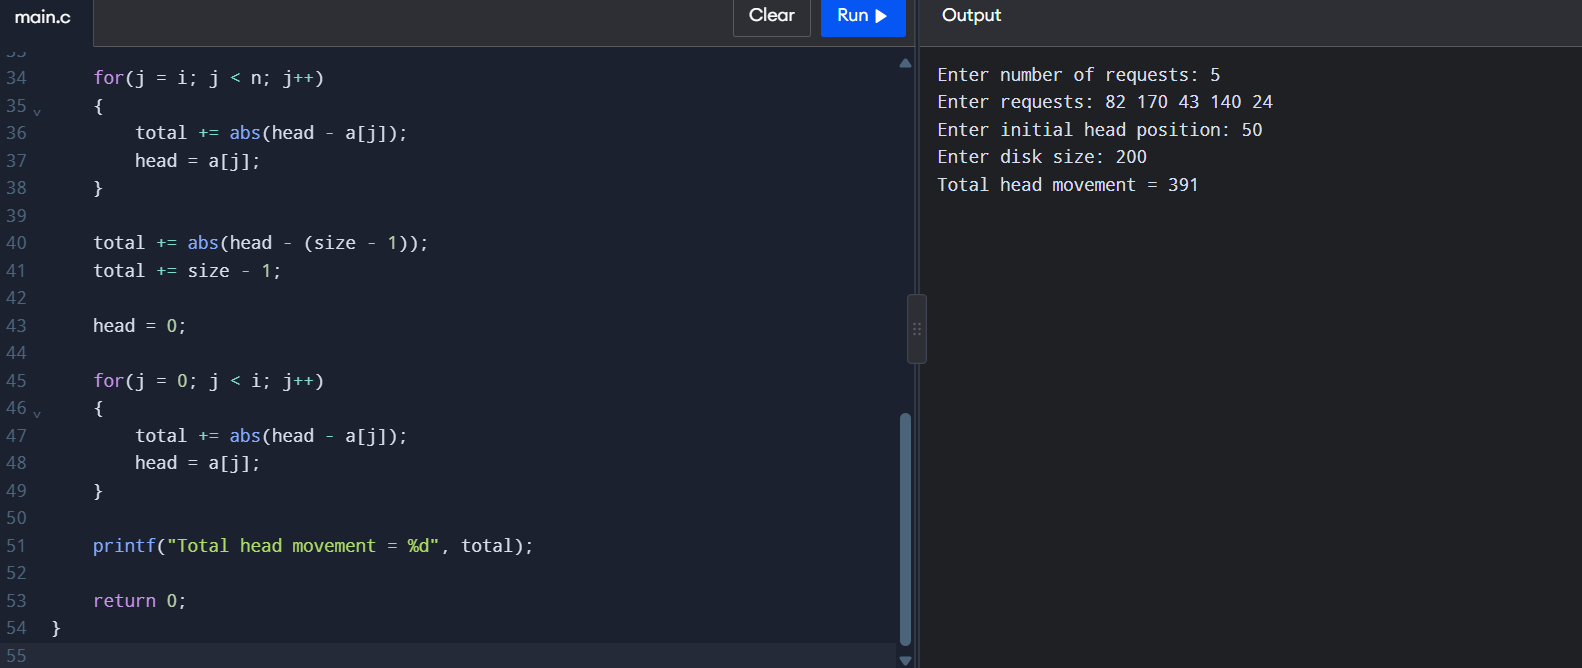 main.c
Clear
Run
Output
34 for(j = i; j < n; j++)
35 {
36 total += abs(head - a[j]);
37 head = a[j];
38 }
39
40 total += abs(head - (size - 1));
41 total += size - 1;
42
43 head = 0;
44
45 for(j = 0; j < i; j++)
46 {
47 total += abs(head - a[j]);
48 head = a[j];
49 }
50
51 printf("Total head movement = %d", total);
52
53 return 0;
54 }
55
Enter number of requests: 5
Enter requests: 82 170 43 140 24
Enter initial head position: 50
Enter disk size: 200
Total head movement = 391